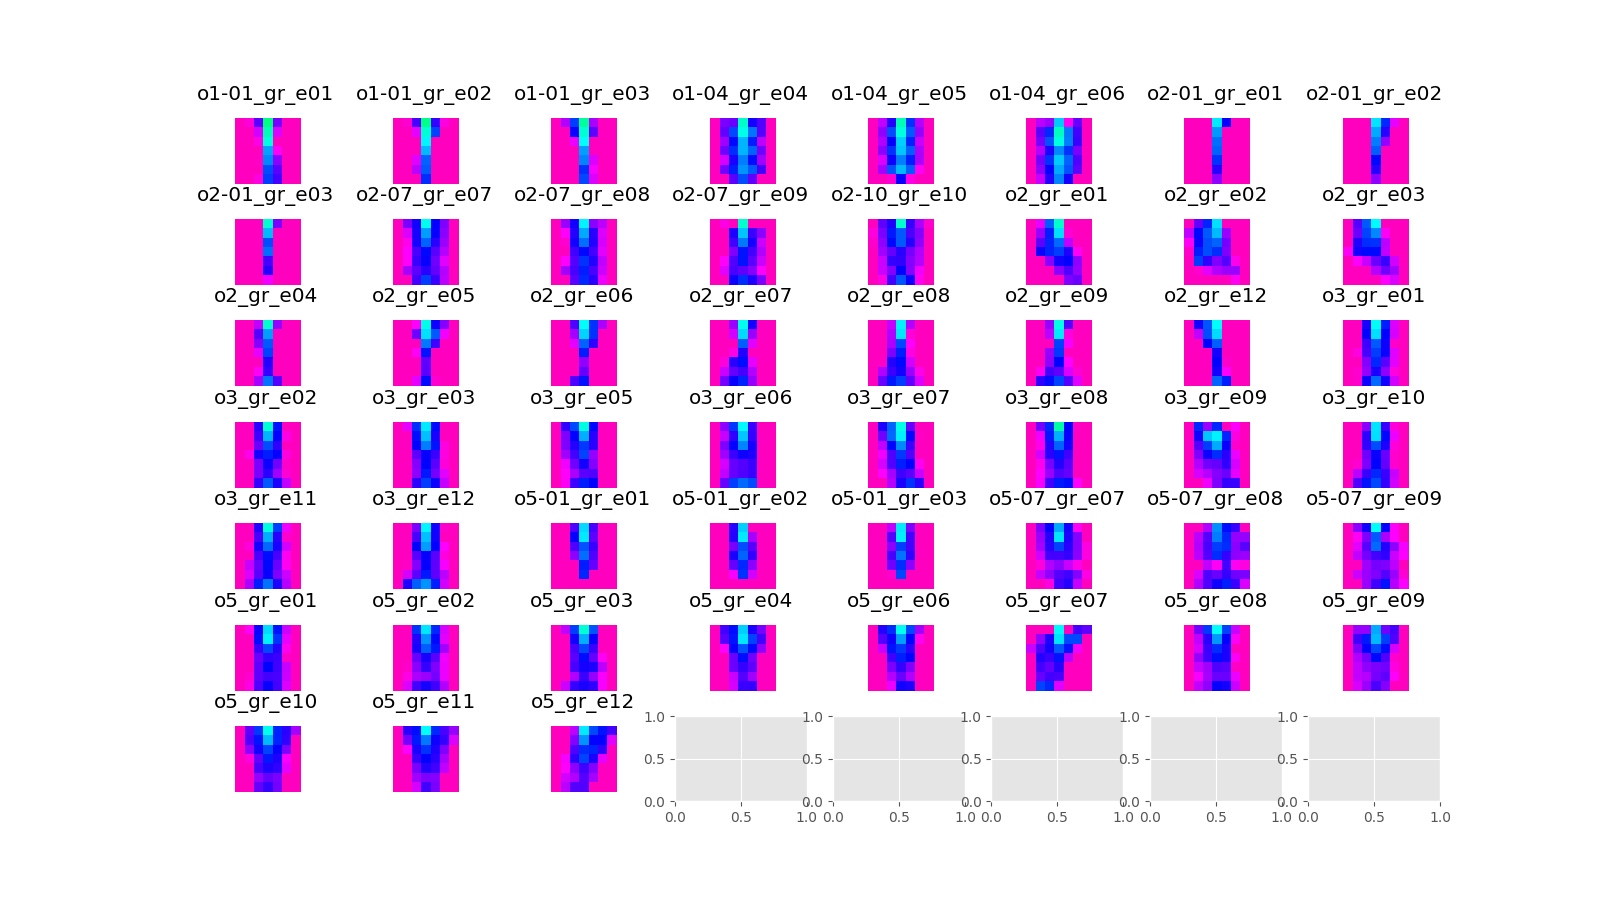 o1-01_gr_e01 o1-01_gr_e02 o1-01_gr_e03 o1-04_gr_e04 o1-04_gr_e05 o1-04_gr_e06 o2-01_gr_e01 o2-01_gr_e02
o2-01_gr_e03 o2-07_gr_e07 o2-07_gr_e08 o2-07_gr_e09 o2-10_gr_e10 o2_gr_e01 o2_gr_e02 o2_gr_e03
o2_gr_e04 o2_gr_e05 o2_gr_e06 o2_gr_e07 o2_gr_e08 o2_gr_e09 o2_gr_e12 o3_gr_e01
o3_gr_e02 o3_gr_e03 o3_gr_e05 o3_gr_e06 o3_gr_e07 o3_gr_e08 o3_gr_e09 o3_gr_e10
o3_gr_e11 o3_gr_e12 o5-01_gr_e01 o5-01_gr_e02 o5-01_gr_e03 o5-07_gr_e07 o5-07_gr_e08 o5-07_gr_e09
o5_gr_e01 o5_gr_e02 o5_gr_e03 o5_gr_e04 o5_gr_e06 o5_gr_e07 o5_gr_e08 o5_gr_e09
o5_gr_e10 o5_gr_e11 o5_gr_e12
1.0 1.0 1.0 1.0 1.0
0.5 0.5 0.5 0.5 0.5
0.0 0.0 0.0 0.0 0.0
0.0 0.5 1.0 0.0 0.5 1.0 0.0 0.5 1.0 0.0 0.5 1.0 0.0 0.5 1.0